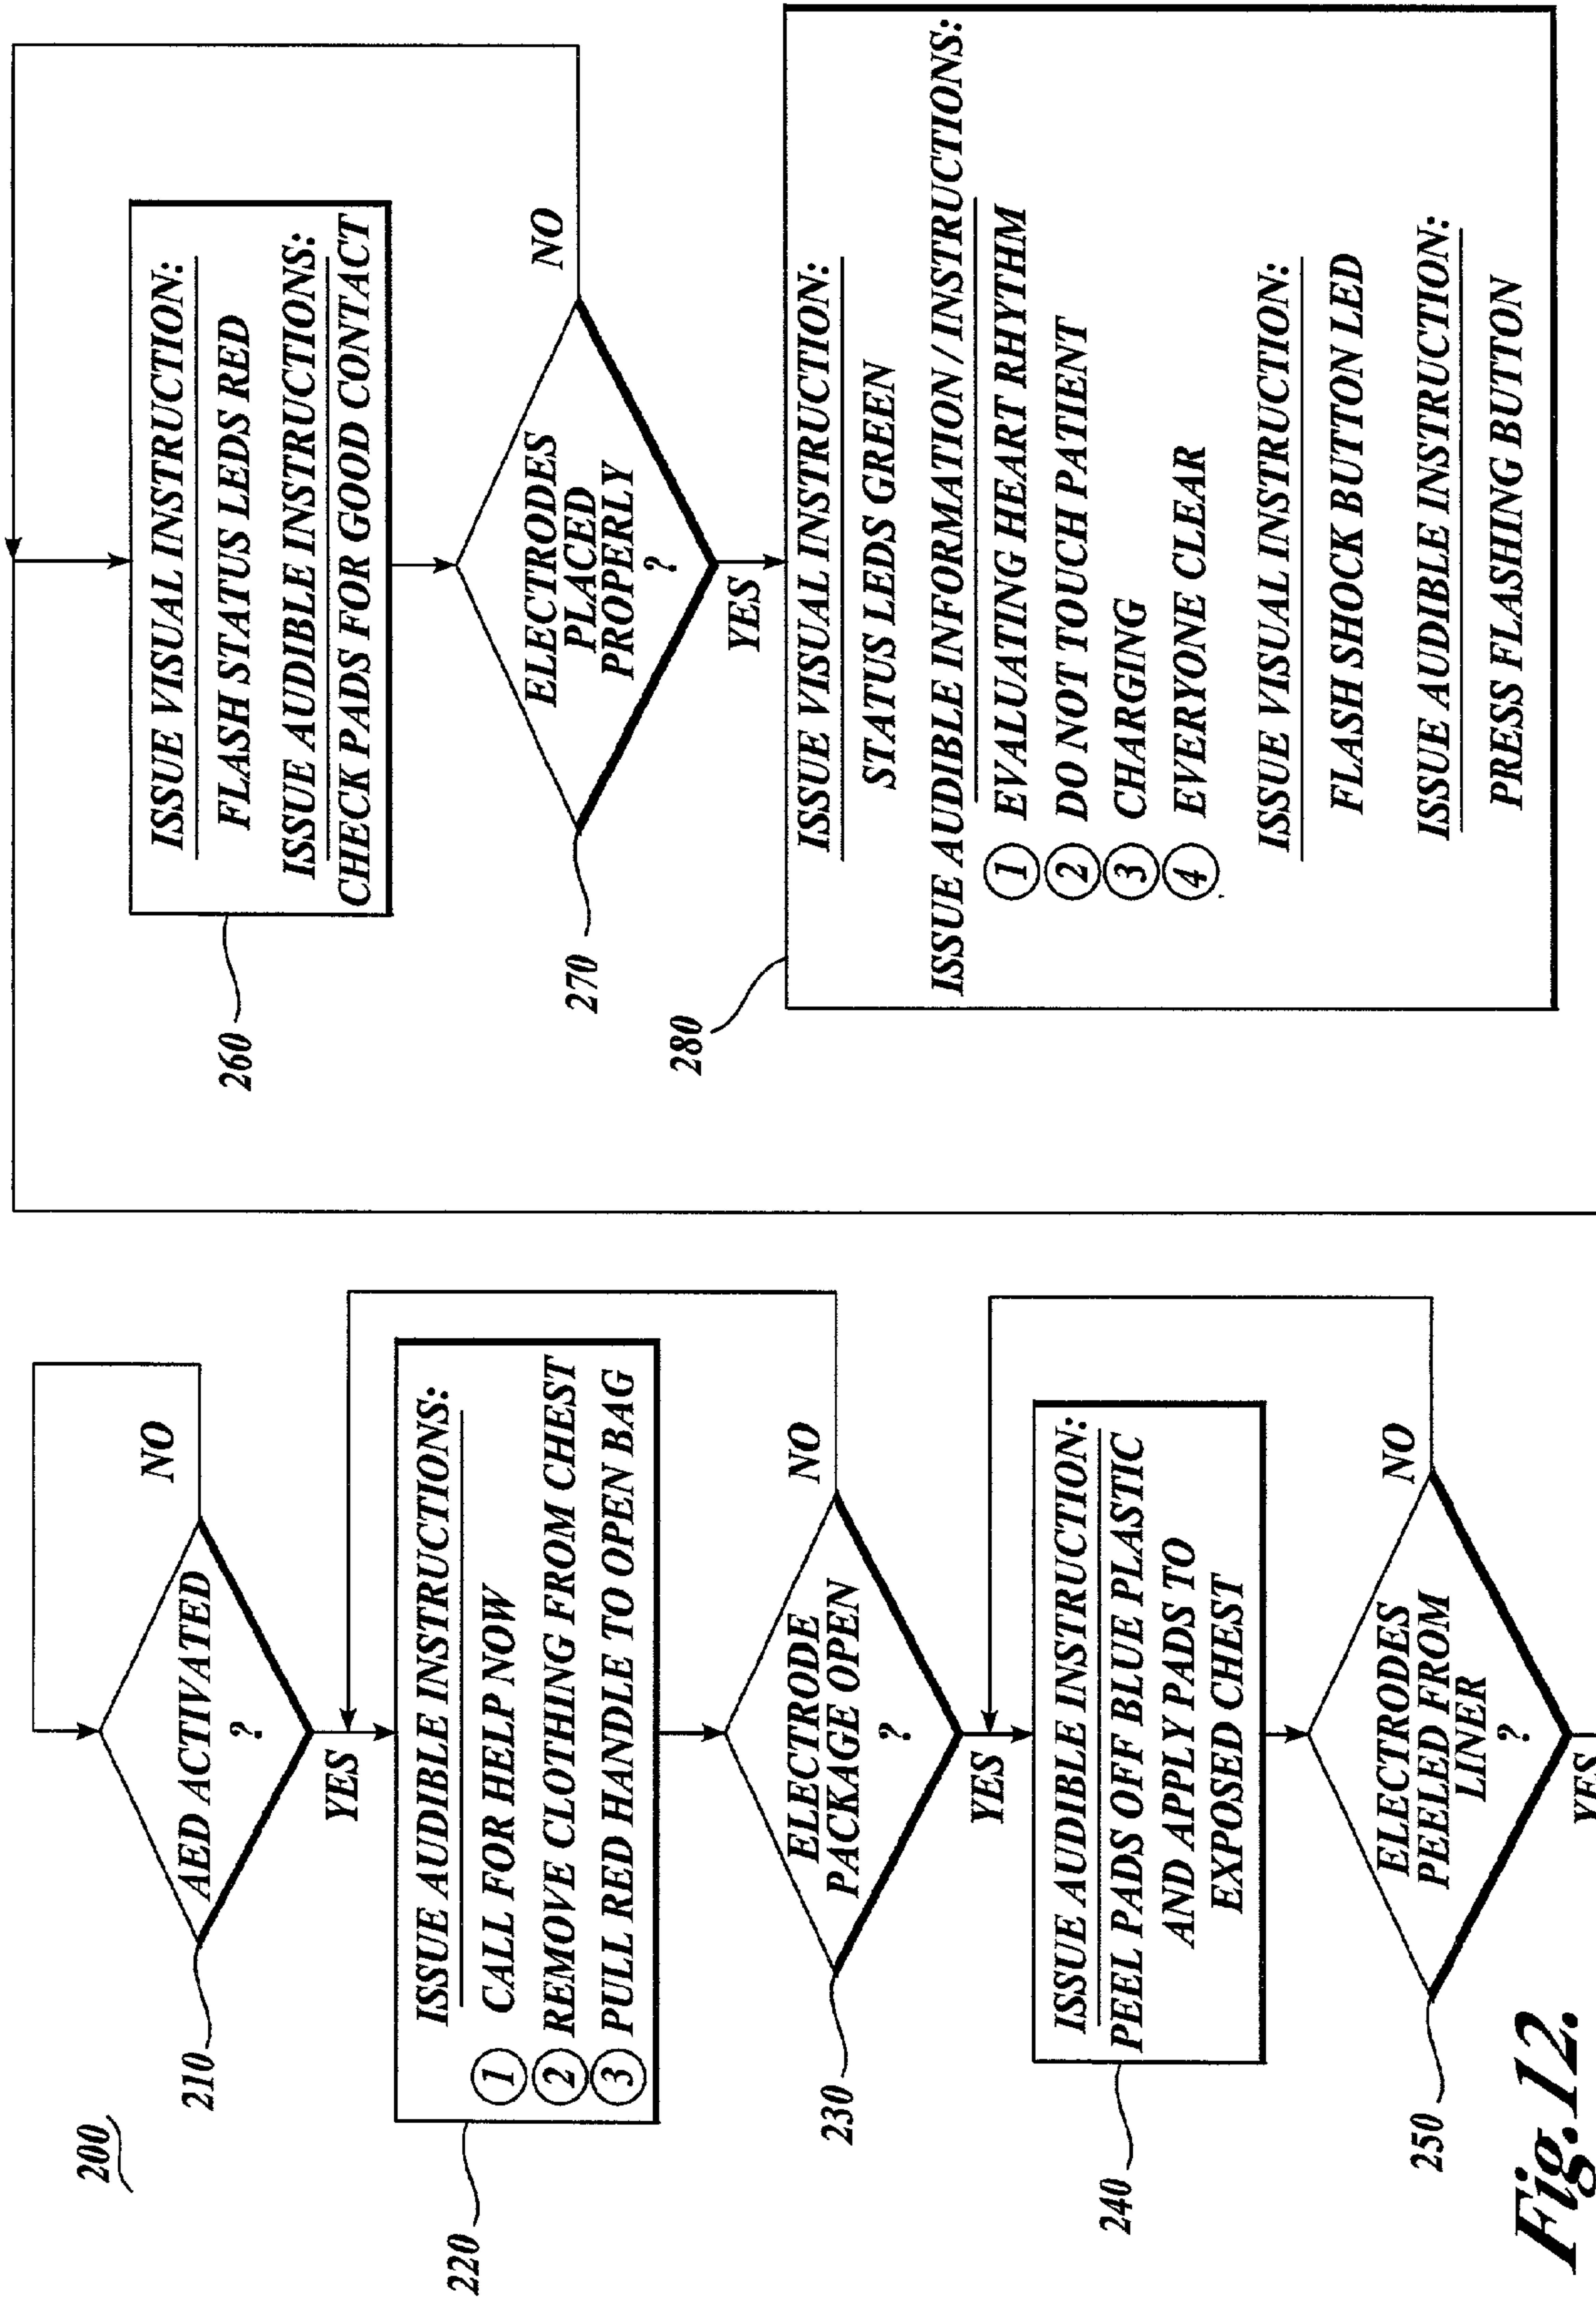 200
210
AED ACTIVATED
?
NO
YES
220
ISSUE AUDIBLE INSTRUCTIONS:
① CALL FOR HELP NOW
② REMOVE CLOTHING FROM CHEST
③ PULL RED HANDLE TO OPEN BAG
230
ELECTRODE
PACKAGE OPEN
?
NO
YES
240
ISSUE AUDIBLE INSTRUCTION:
PEEL PADS OFF BLUE PLASTIC
AND APPLY PADS TO
EXPOSED CHEST
250
ELECTRODES
PEELED FROM
LINER
?
NO
YES
260
ISSUE VISUAL INSTRUCTION:
FLASH STATUS LEDS RED
ISSUE AUDIBLE INSTRUCTIONS:
CHECK PADS FOR GOOD CONTACT
270
ELECTRODES
PLACED
PROPERLY
?
NO
YES
280
ISSUE VISUAL INSTRUCTION:
STATUS LEDS GREEN
ISSUE AUDIBLE INFORMATION / INSTRUCTIONS:
① EVALUATING HEART RHYTHM
② DO NOT TOUCH PATIENT
③ CHARGING
④ EVERYONE CLEAR
ISSUE VISUAL INSTRUCTION:
FLASH SHOCK BUTTON LED
ISSUE AUDIBLE INSTRUCTION:
PRESS FLASHING BUTTON
Fig.12.